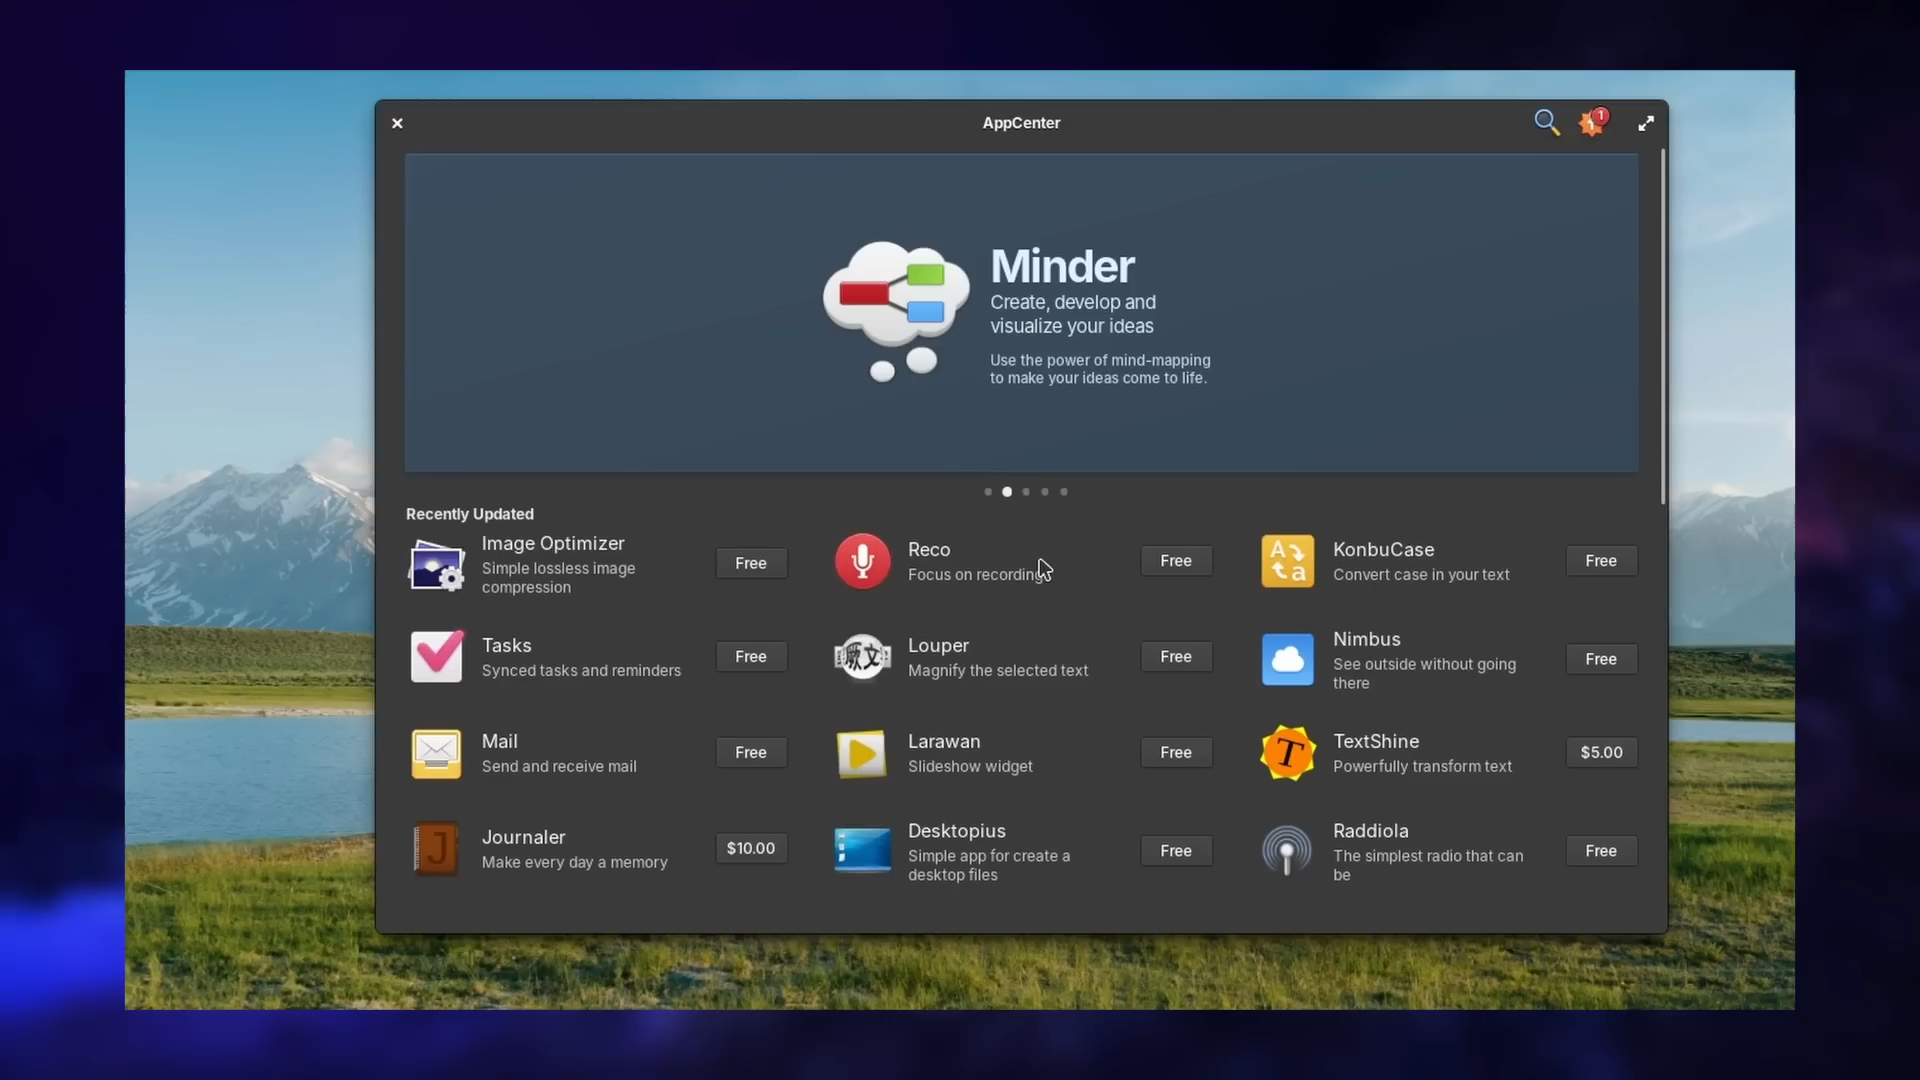 AppCenter
1
Minder
Create, develop and
visualize your ideas
Use the power of mind-mapping
to make your ideas come to life.
Recently Updated
Image Optimizer
Simple lossless image
compression
Free
Reco
Focus on recording
Free
A
a
KonbuCase
Convert case in your text
Free
Tasks
Synced tasks and reminders
Free
文
Louper
Magnify the selected text
Free
Nimbus
See outside without going
there
Free
Mail
Send and receive mail
Free
Larawan
Slideshow widget
Free
T
TextShine
Powerfully transform text
$5.00
J
Journaler
Make every day a memory
$10.00
Desktopius
Simple app for create a
desktop files
Free
Raddiola
The simplest radio that can
be
Free